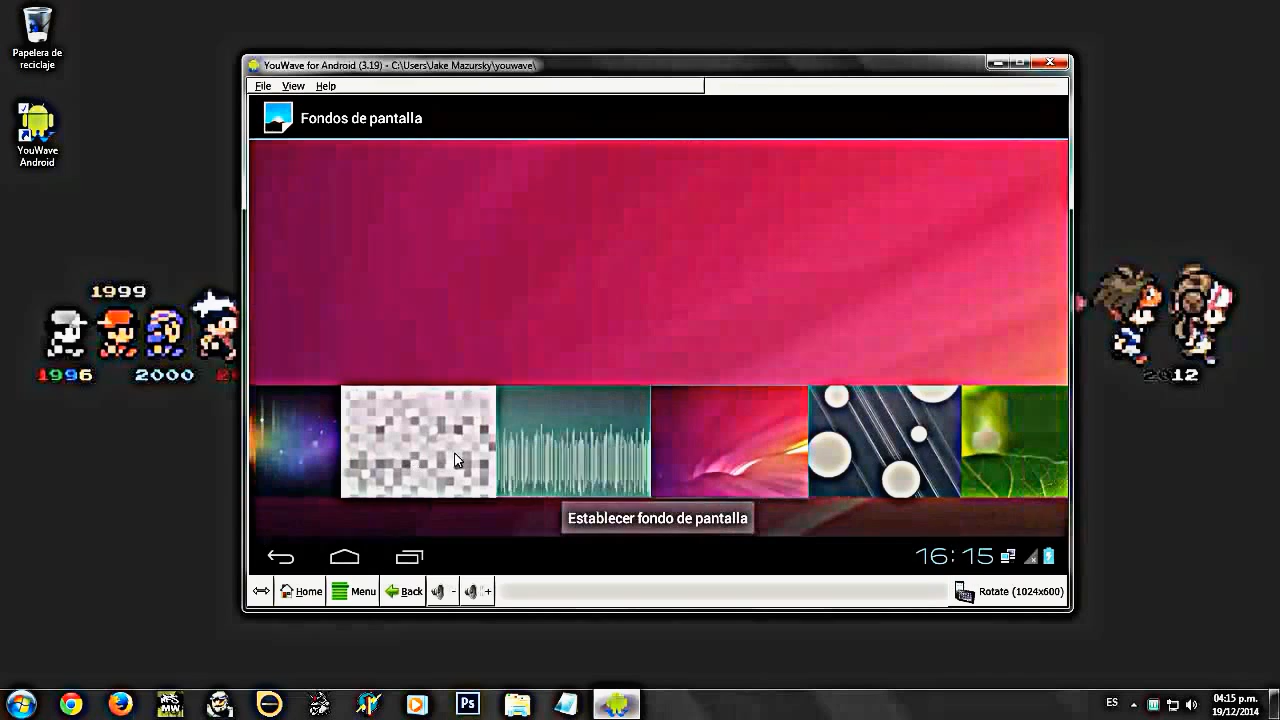 Papelera de
reciclaje
YouWave
Android
YouWave for Android (3.19) - C:\Users\Jake Mazursky\youwave\
File View Help
Fondos de pantalla
1999
1996
2000
2012
Establecer fondo de pantalla
16:15
Home Menu Back - + Rotate (1024x600)
MW
Ps
ES
04:15 p.m.
19/12/2014